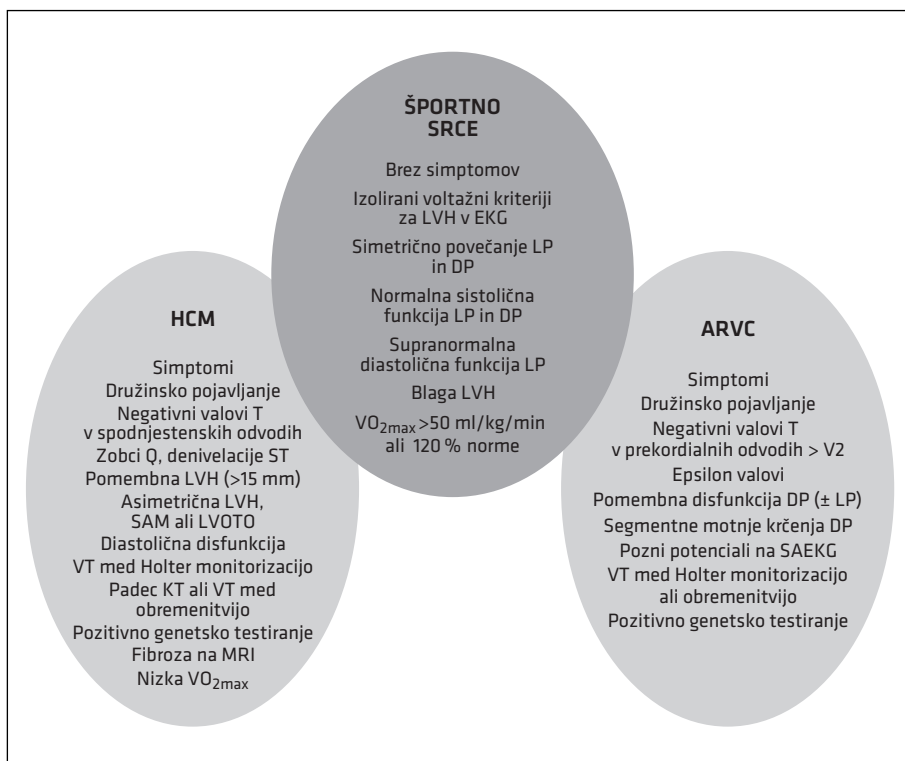 ŠPORTNO
SRCE
Brez simptomov
Izolirani voltažni kriteriji
za LVH v EKG
Simetrično povečanje LP
in DP
Normalna sistolična
funkcija LP in DP
Supranormalna
diastolična funkcija LP
Blaga LVH
VO2max>50 ml/kg/min
ali 120 % norme
HCM
Simptomi
Družinsko pojavljanje
Negativni valovi T
v spodnjestenskih odvodih
Zobci Q, denivelacije ST
Pomembna LVH (>15 mm)
Asimetrična LVH,
SAM ali LVOTO
Diastolična disfunkcija
VT med Holter monitorizacijo
Padec KT ali VT med
obremenitvijo
Pozitivno genetsko testiranje
Fibroza na MRI
Nizka VO2max
ARVC
Simptomi
Družinsko pojavljanje
Negativni valovi T
v prekordialnih odvodih > V2
Epsilon valovi
Pomembna disfunkcija DP (± LP)
Segmentne motnje krčenja DP
Pozni potenciali na SAEKG
VT med Holter monitorizacijo
ali obremenitvijo
Pozitivno genetsko testiranje